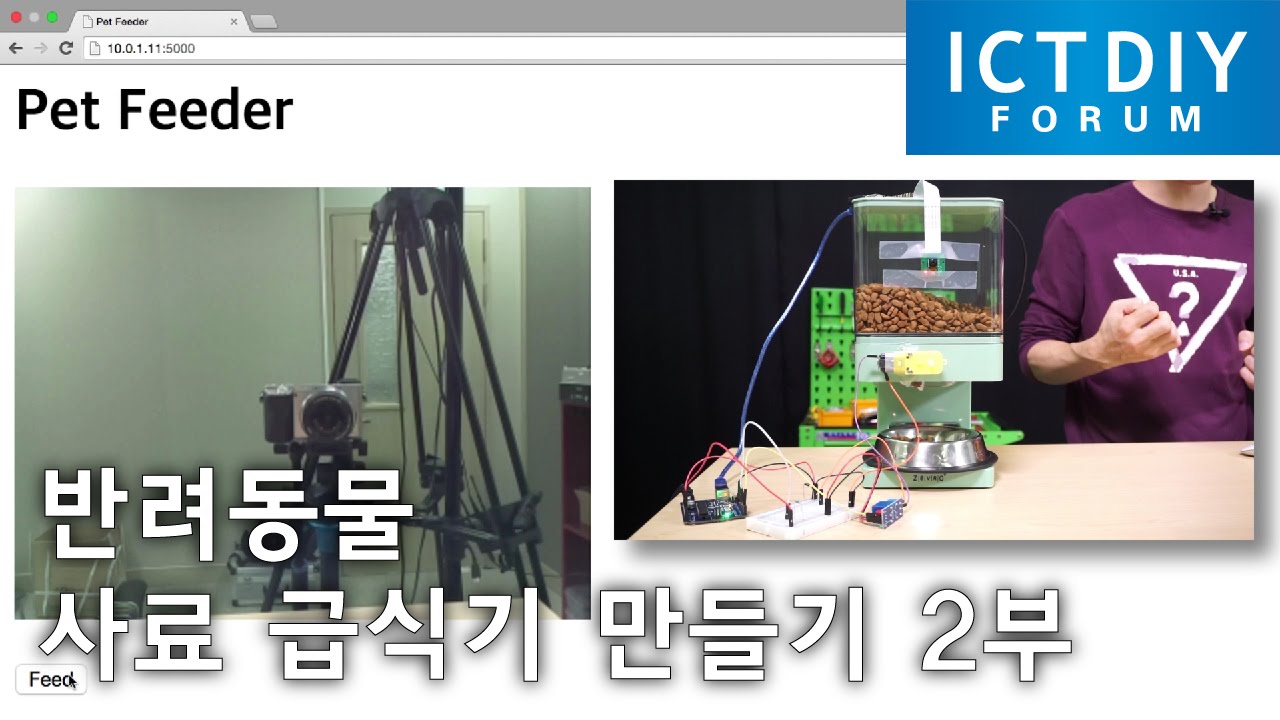 Pet Feeder
10.0.1.11:5000
ICT DIY
FORUM
Pet Feeder
U.S.A.
?
반려동물
사료 급식기 만들기 2부
Feed